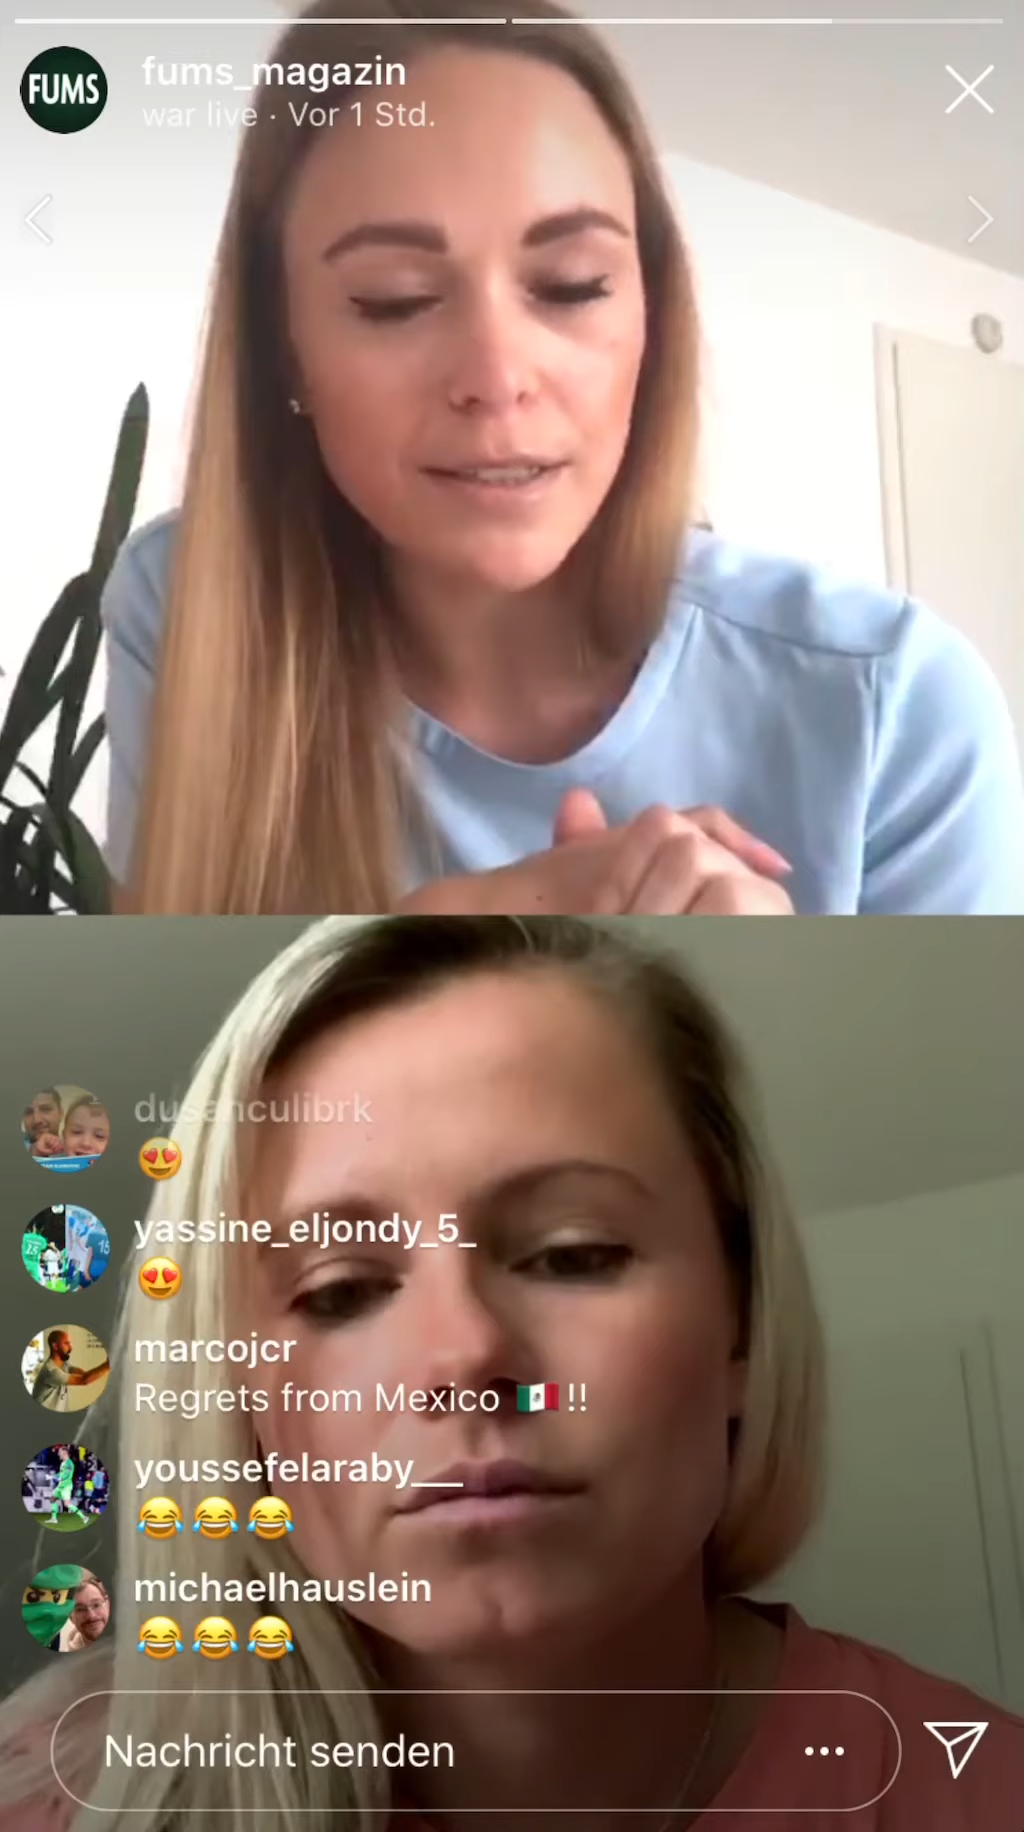 FUMS
fums_magazin
war live · Vor 1 Std.
dusanculibrk
😍
yassine_eljondy_5_
😍
marcojcr
Regrets from Mexico 🇲🇽!!
youssefelaraby___
😂😂😂
michaelhauslein
😂😂😂
Nachricht senden